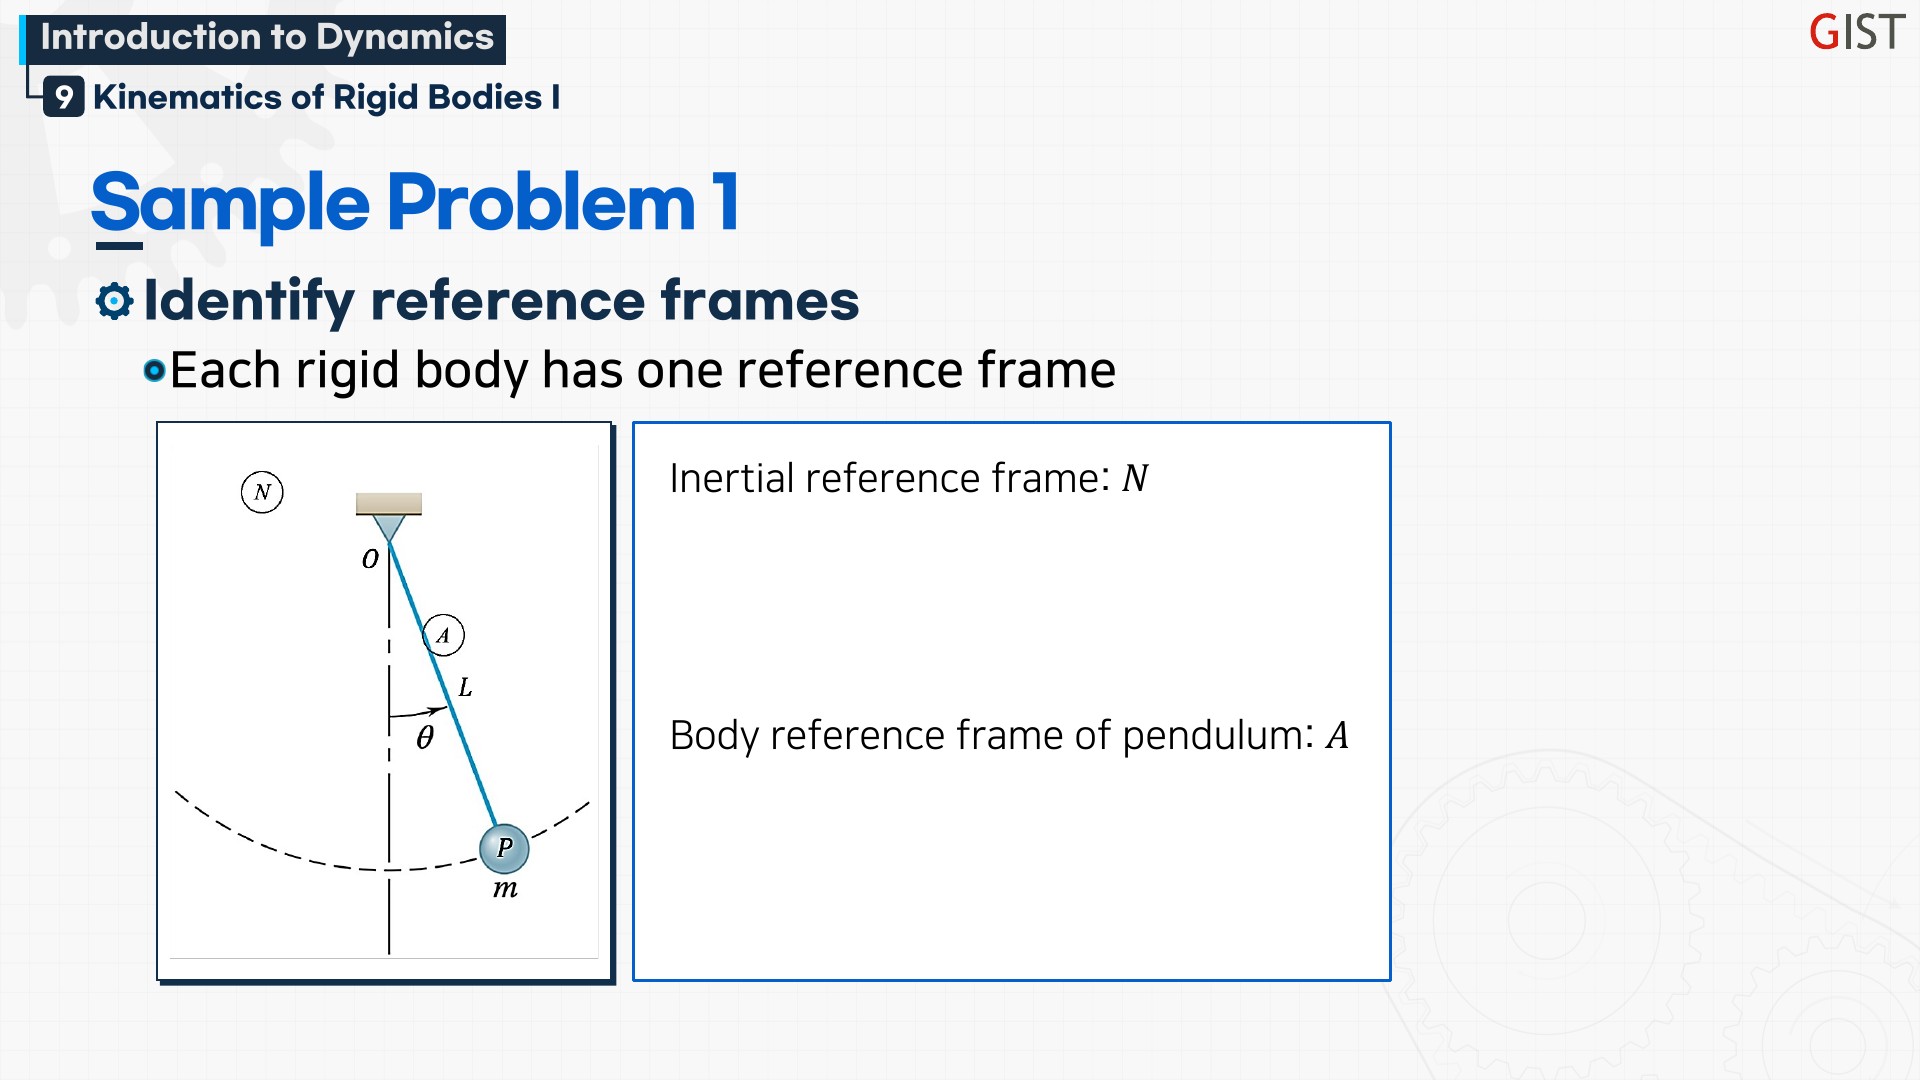 Introduction to Dynamics
GIST
9 Kinematics of Rigid Bodies I
Sample Problem 1
Identify reference frames
Each rigid body has one reference frame
N
O
A
L
θ
P
m
Inertial reference frame: N
Body reference frame of pendulum: A